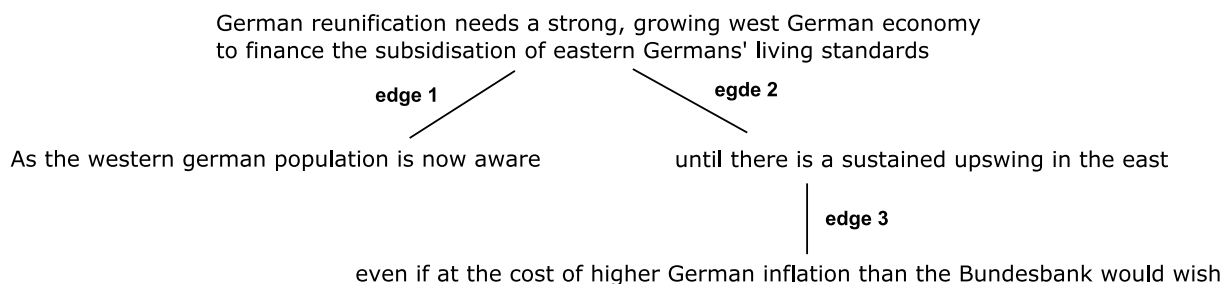 German reunification needs a strong, growing west German economy
to finance the subsidisation of eastern Germans' living standards
edge 1
egde 2
As the western german population is now aware
until there is a sustained upswing in the east
edge 3
even if at the cost of higher German inflation than the Bundesbank would wish